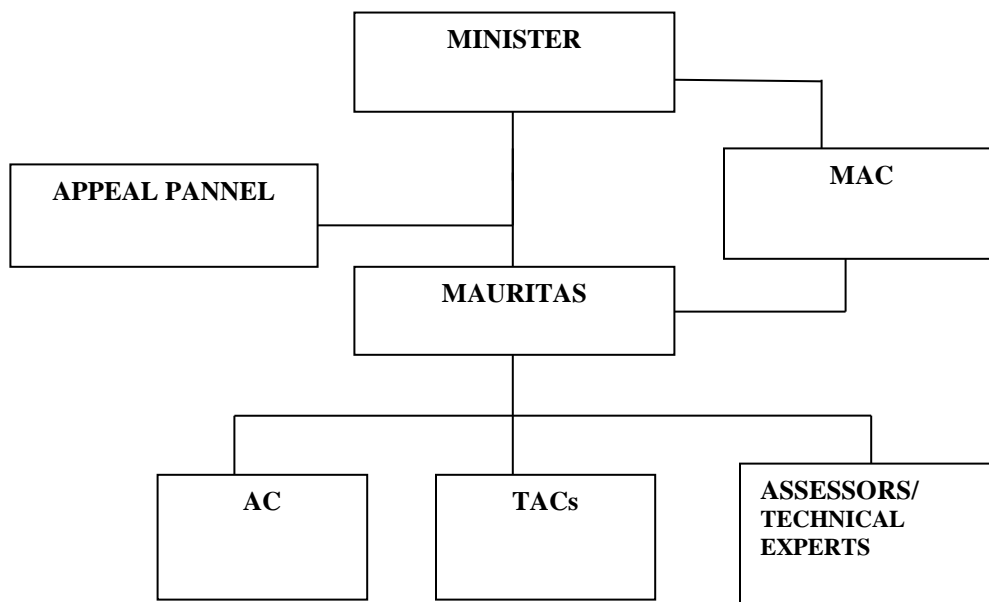 MINISTER
APPEAL PANNEL
MAC
MAURITAS
AC
TACs
ASSESSORS/
TECHNICAL
EXPERTS